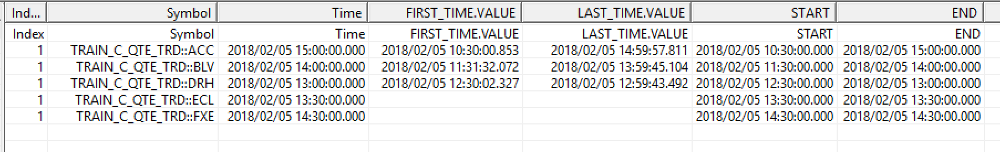 Ind... Symbol Time FIRST_TIME.VALUE LAST_TIME.VALUE START END
Index Symbol Time FIRST_TIME.VALUE LAST_TIME.VALUE START END
1 TRAIN_C_QTE_TRD::ACC 2018/02/05 15:00:00.000 2018/02/05 10:30:00.853 2018/02/05 14:59:57.811 2018/02/05 10:30:00.000 2018/02/05 15:00:00.000
1 TRAIN_C_QTE_TRD::BLV 2018/02/05 14:00:00.000 2018/02/05 11:31:32.072 2018/02/05 13:59:45.104 2018/02/05 11:30:00.000 2018/02/05 14:00:00.000
1 TRAIN_C_QTE_TRD::DRH 2018/02/05 13:00:00.000 2018/02/05 12:30:02.327 2018/02/05 12:59:43.492 2018/02/05 12:30:00.000 2018/02/05 13:00:00.000
1 TRAIN_C_QTE_TRD::ECL 2018/02/05 13:30:00.000 2018/02/05 13:30:00.000 2018/02/05 13:30:00.000
1 TRAIN_C_QTE_TRD::FXE 2018/02/05 14:30:00.000 2018/02/05 14:30:00.000 2018/02/05 14:30:00.000